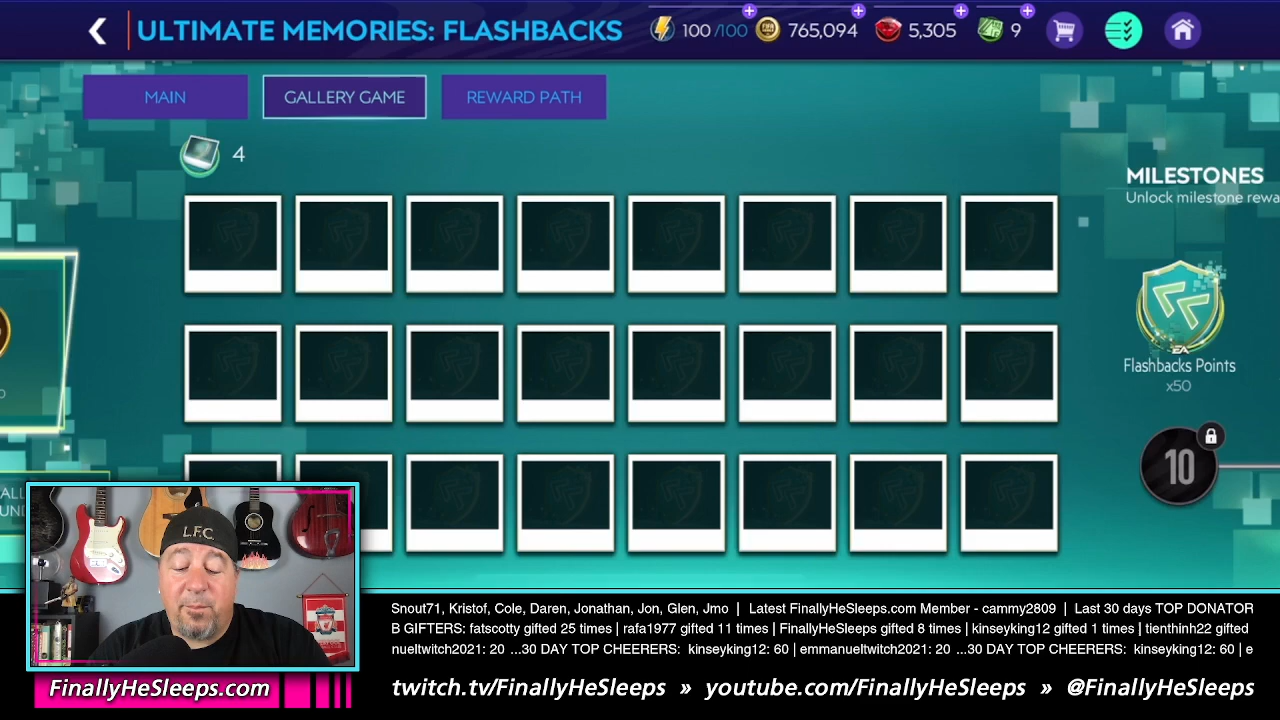 ULTIMATE MEMORIES: FLASHBACKS
100/100
765,094
5,305
9
MAIN
GALLERY GAME
REWARD PATH
4
MILESTONES
Unlock milestone rewa
EA
Flashbacks Points
x50
10
L.F.C.
Snout71, Kristof, Cole, Daren, Jonathan, Jon, Glen, Jmo | Latest FinallyHeSleeps.com Member - cammy2809 | Last 30 days TOP DONATOR
B GIFTERS: fatscotty gifted 25 times | rafa1977 gifted 11 times | FinallyHeSleeps gifted 8 times | kinseyking12 gifted 1 times | tienthinh22 gifted
nueltwitch2021: 20 ...30 DAY TOP CHEERERS: kinseyking12: 60 | emmanueltwitch2021: 20 ...30 DAY TOP CHEERERS: kinseyking12: 60 | e
FinallyHeSleeps.com
twitch.tv/FinallyHeSleeps » youtube.com/FinallyHeSleeps » @FinallyHeSleeps